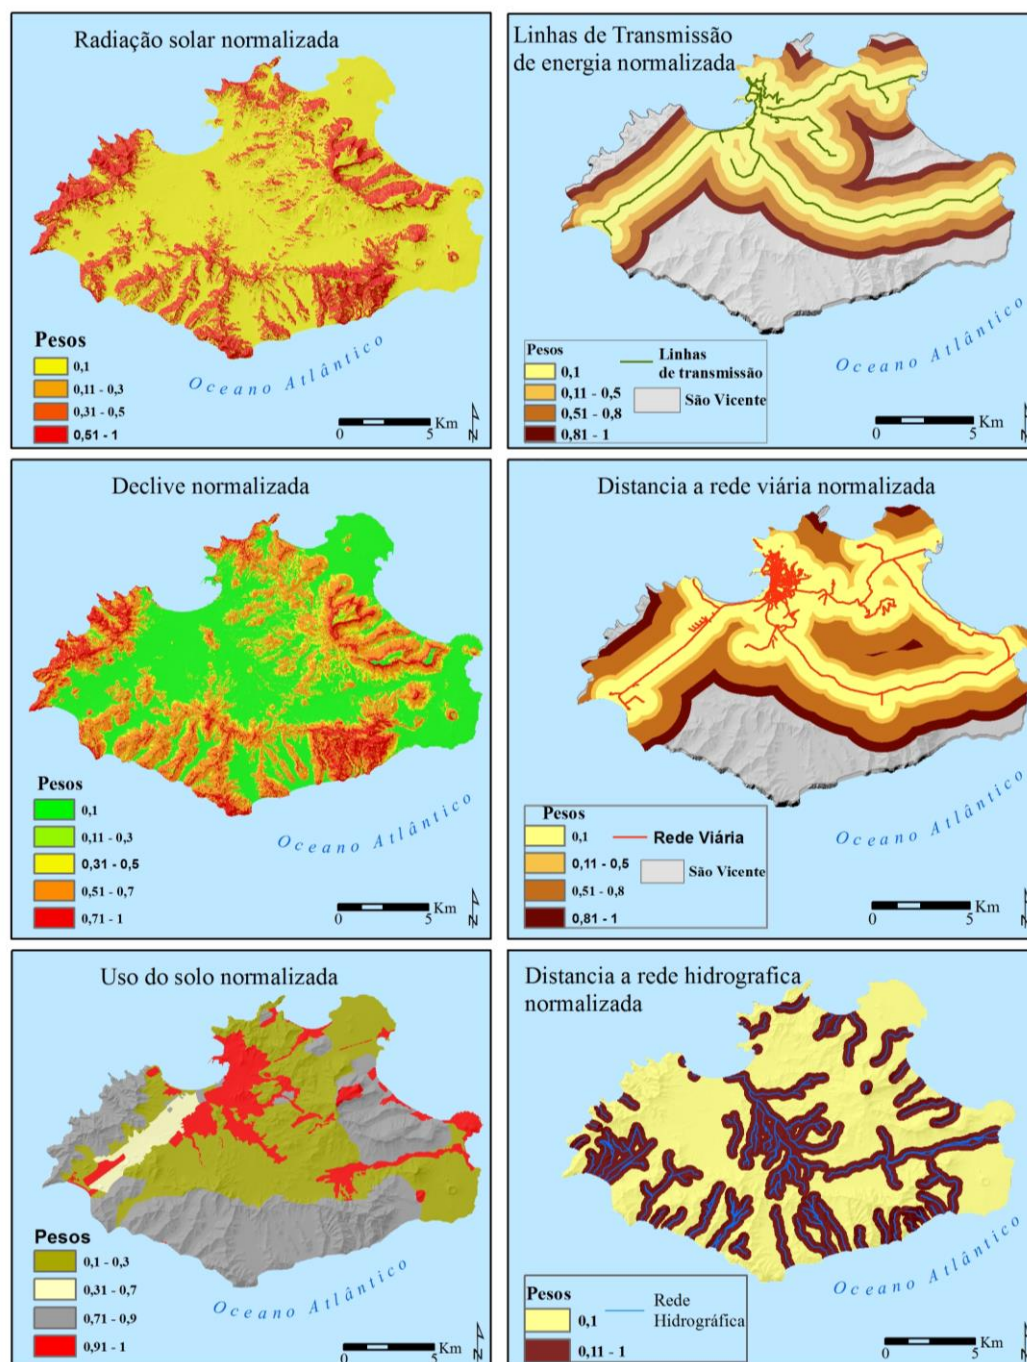 Radiação solar normalizada
Oceano Atlântico
Pesos
0,1
0,11 - 0,3
0,31 - 0,5
0,51 - 1
0 5 Km
N
Linhas de Transmissão
de energia normalizada
Oceano Atlântico
Pesos
0,1
0,11 - 0,5
0,51 - 0,8
0,81 - 1
Linhas
de transmissão
São Vicente
0 5 Km
N
Declive normalizada
Oceano Atlântico
Pesos
0,1
0,11 - 0,3
0,31 - 0,5
0,51 - 0,7
0,71 - 1
0 5 Km
N
Distancia a rede viária normalizada
Oceano Atlântico
Pesos
0,1
0,11 - 0,5
0,51 - 0,8
0,81 - 1
Rede Viária
São Vicente
0 5 Km
N
Uso do solo normalizada
Oceano Atlântico
Pesos
0,1 - 0,3
0,31 - 0,7
0,71 - 0,9
0,91 - 1
0 5 Km
N
Distancia a rede hidrografica
normalizada
Oceano Atlântico
Pesos
0,1
0,11 - 1
Rede
Hidrográfica
0 5 Km
N